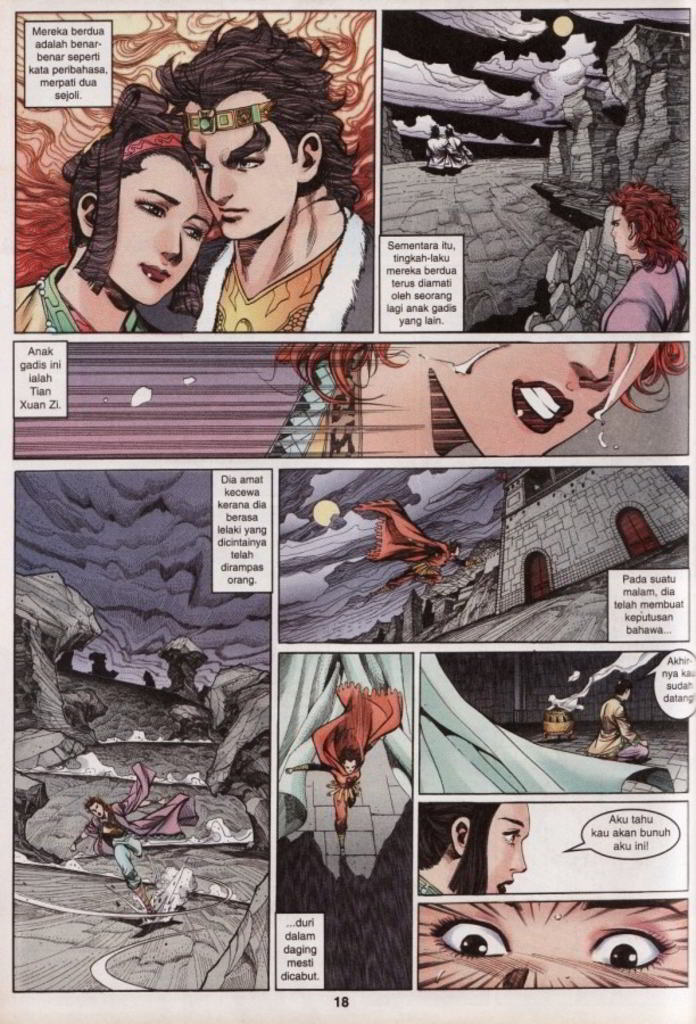 Mereka berdua
adalah benar-
benar seperti
kata peribahasa,
merpati dua
sejoli.
Sementara itu,
tingkah-laku
mereka berdua
terus diamati
oleh seorang
lagi anak gadis
yang lain.
Anak
gadis ini
ialah
Tian
Xuan Zi.
Dia amat
kecewa
kerana dia
berasa
lelaki yang
dicintainya
telah
dirampas
orang.
Pada suatu
malam, dia
telah membuat
keputusan
bahawa...
...duri
dalam
daging
mesti
dicabut.
Akhir-
nya kau
sudah
datang!
Aku tahu
kau akan bunuh
aku ini!
18